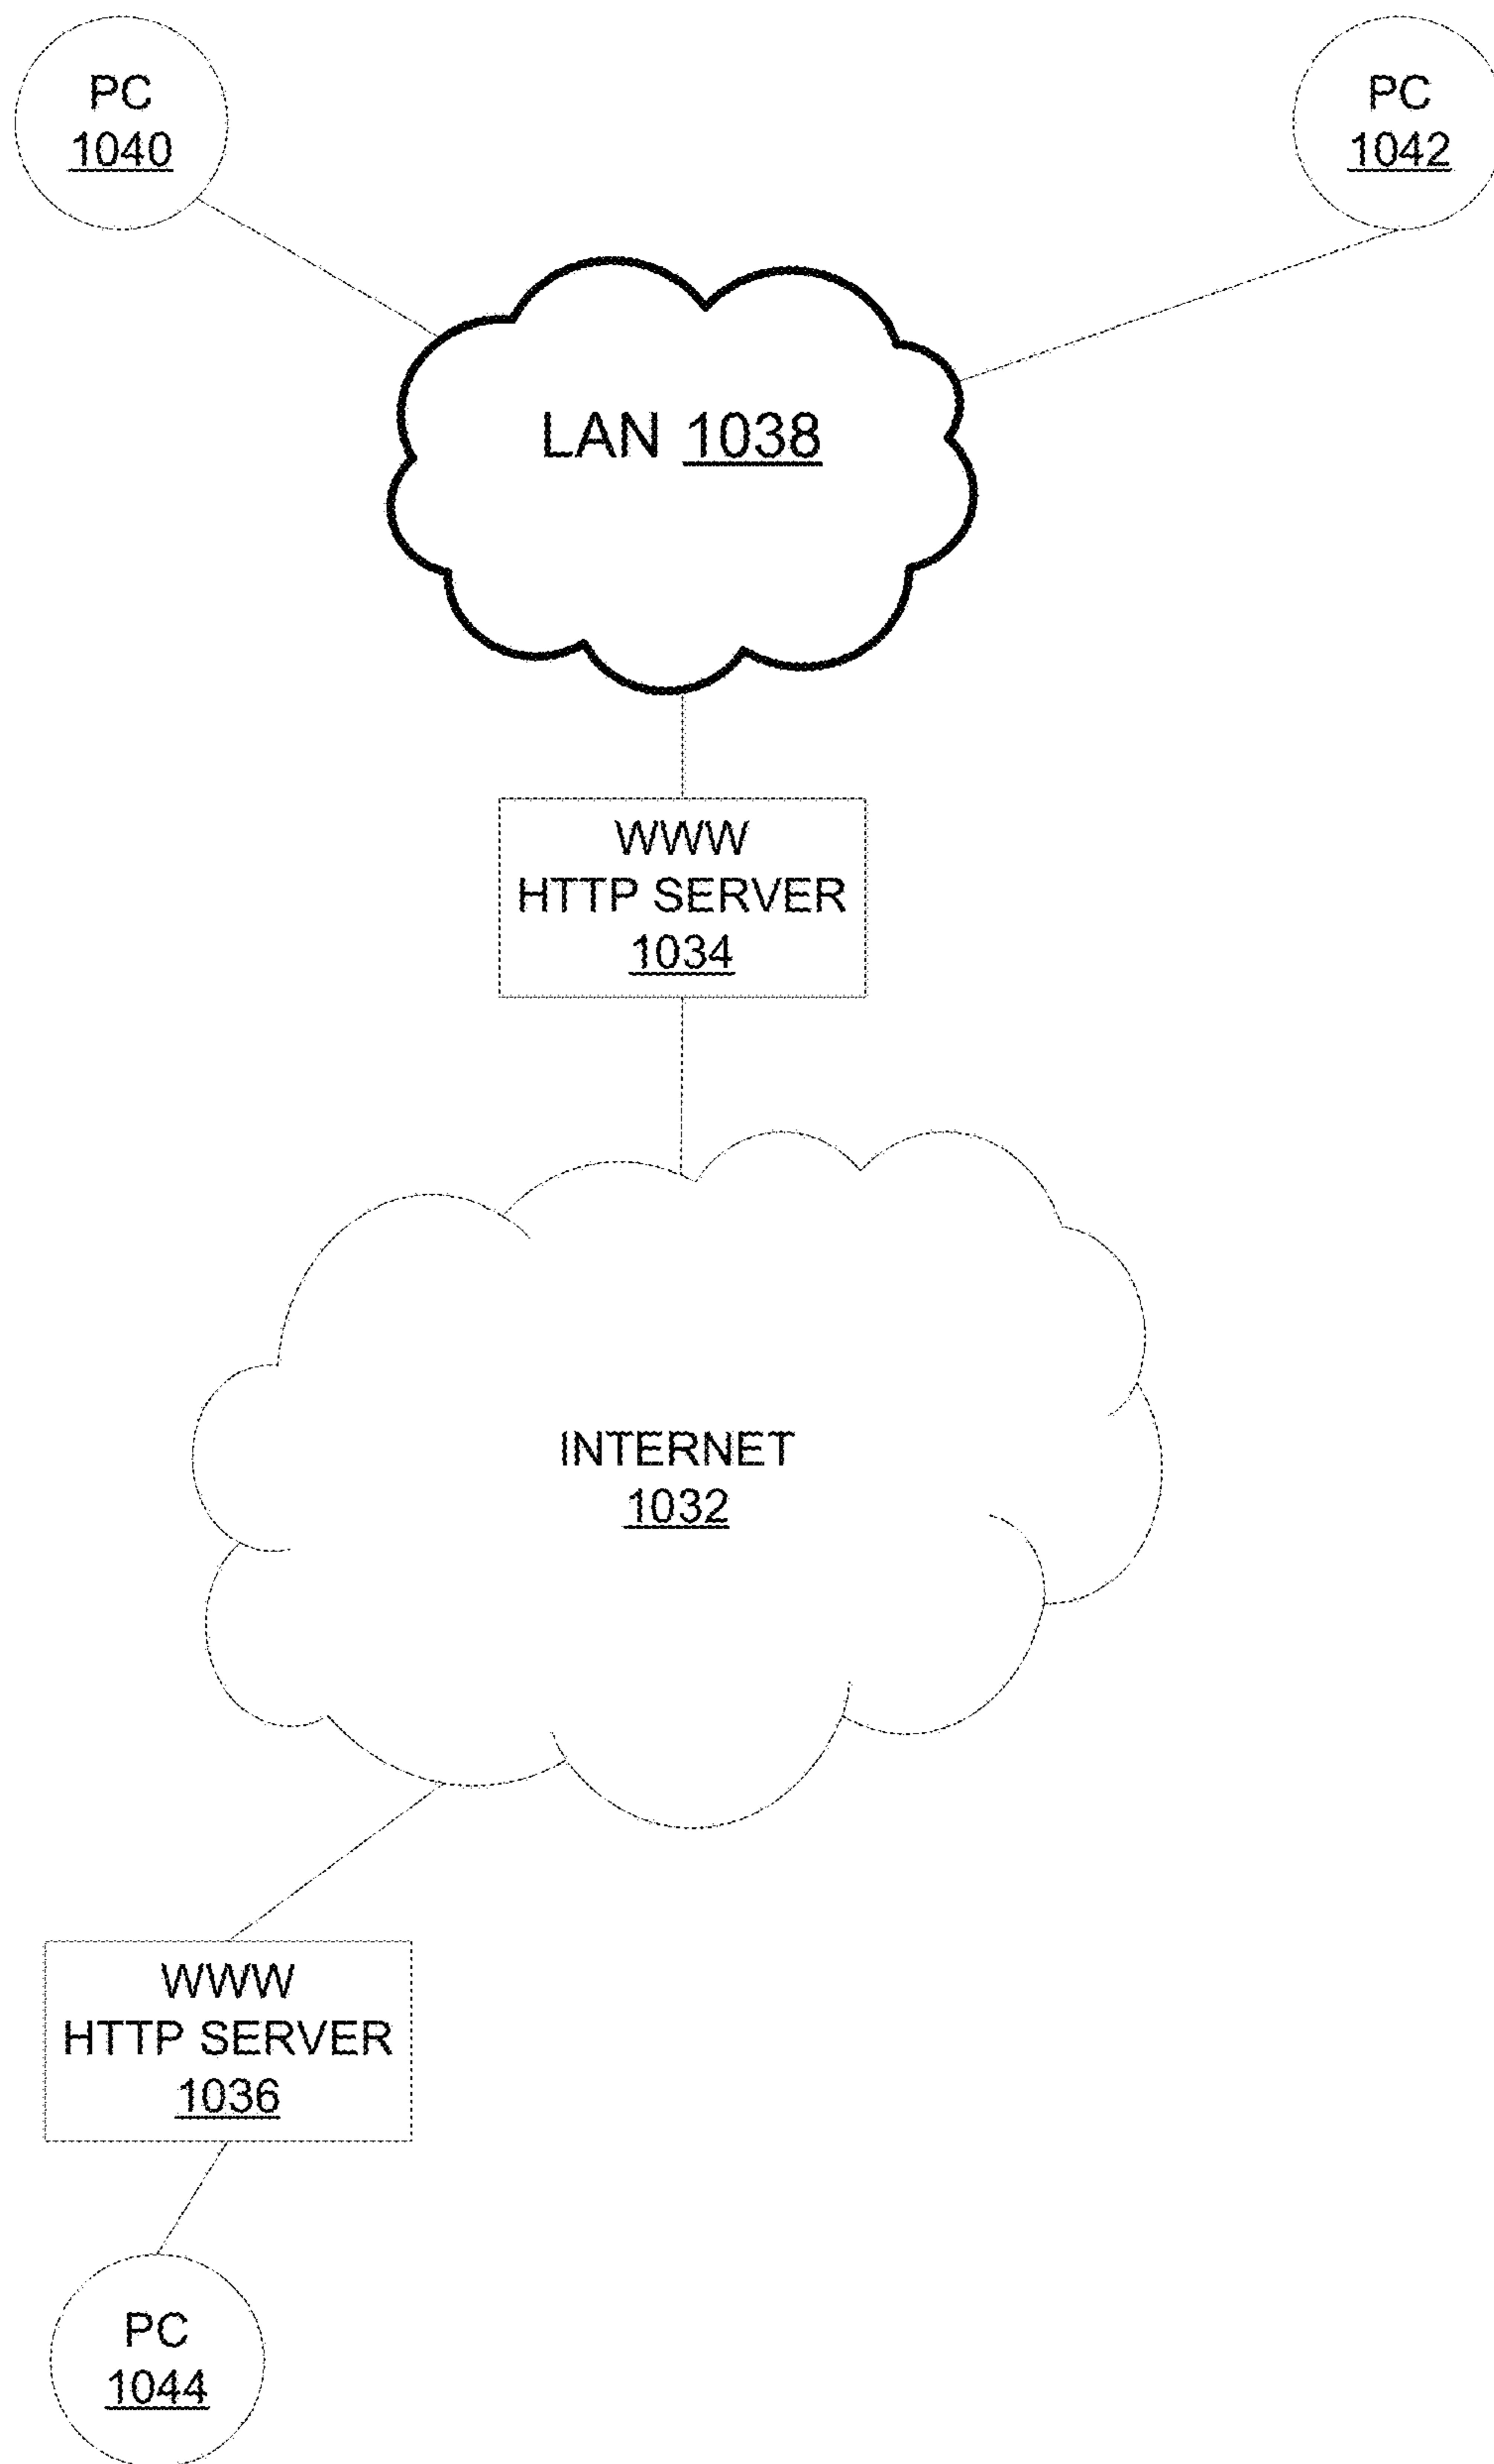 PC
1040
PC
1042
LAN 1038
WWW
HTTP SERVER
1034
INTERNET
1032
WWW
HTTP SERVER
1036
PC
1044